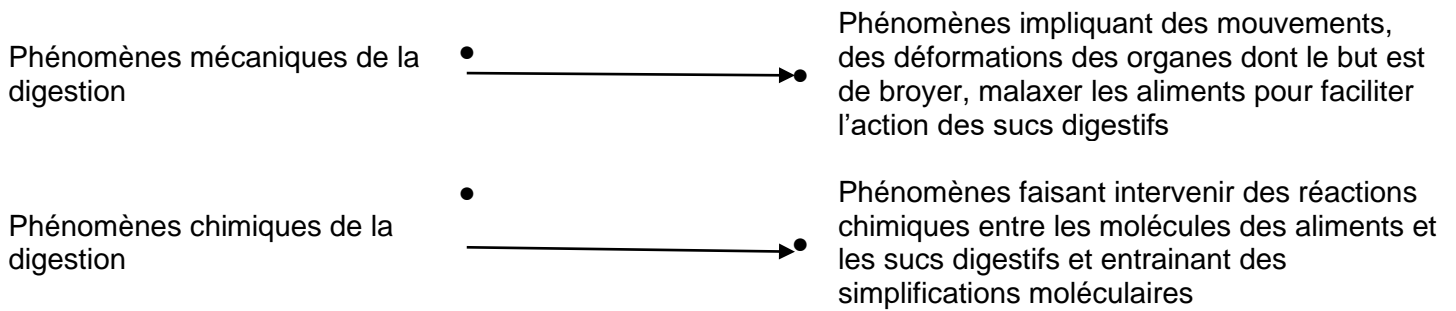 Phénomènes mécaniques de la
digestion
Phénomènes impliquant des mouvements,
des déformations des organes dont le but est
de broyer, malaxer les aliments pour faciliter
l’action des sucs digestifs
Phénomènes chimiques de la
digestion
Phénomènes faisant intervenir des réactions
chimiques entre les molécules des aliments et
les sucs digestifs et entrainant des
simplifications moléculaires